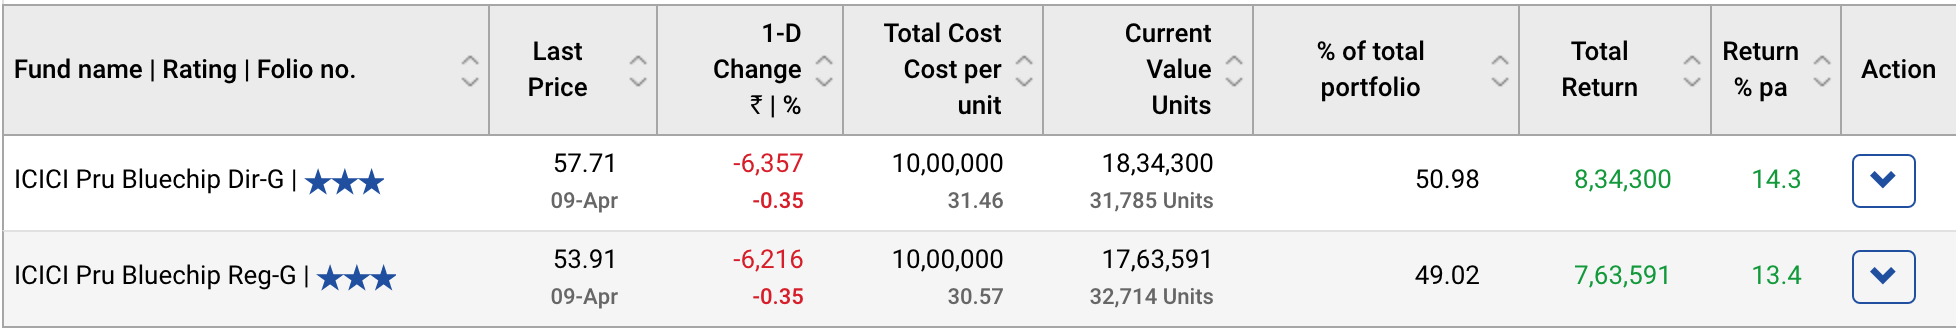 Fund name | Rating | Folio no.
Last
Price
1-D
Change
₹ | %
Total Cost
Cost per
unit
Current
Value
Units
% of total
portfolio
Total
Return
Return
% pa
Action
ICICI Pru Bluechip Dir-G | ★★★
57.71
09-Apr
-6,357
-0.35
10,00,000
31.46
18,34,300
31,785 Units
50.98
8,34,300
14.3
ICICI Pru Bluechip Reg-G | ★★★
53.91
09-Apr
-6,216
-0.35
10,00,000
30.57
17,63,591
32,714 Units
49.02
7,63,591
13.4